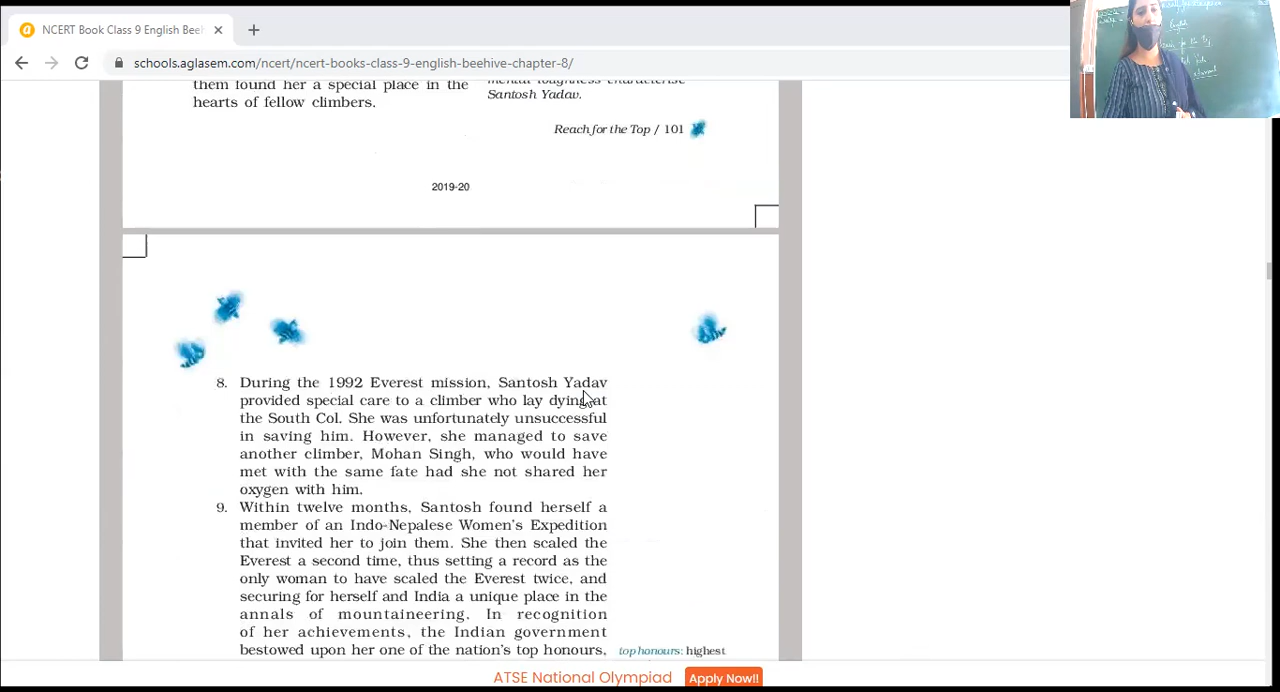 NCERT Book Class 9 English Beeh
schools.aglasem.com/ncert/ncert-books-class-9-english-beehive-chapter-8/
them found her a special place in the
hearts of fellow climbers.
mental toughness characterise
Santosh Yadav.
Reach for the Top / 101
2019-20
8. During the 1992 Everest mission, Santosh Yadav
provided special care to a climber who lay dying at
the South Col. She was unfortunately unsuccessful
in saving him. However, she managed to save
another climber, Mohan Singh, who would have
met with the same fate had she not shared her
oxygen with him.
9. Within twelve months, Santosh found herself a
member of an Indo-Nepalese Women's Expedition
that invited her to join them. She then scaled the
Everest a second time, thus setting a record as the
only woman to have scaled the Everest twice, and
securing for herself and India a unique place in the
annals of mountaineering. In recognition
of her achievements, the Indian government
bestowed upon her one of the nation's top honours,
top honours: highest
ATSE National Olympiad
Apply Now!!
English